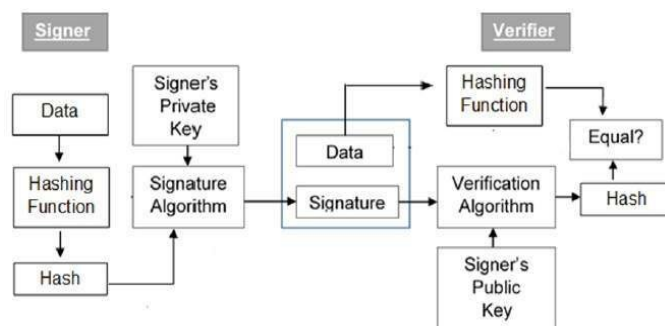 Signer
Verifier
Data
Hashing
Function
Hash
Signer's
Private
Key
Signature
Algorithm
Data
Signature
Hashing
Function
Verification
Algorithm
Signer's
Public
Key
Equal?
Hash